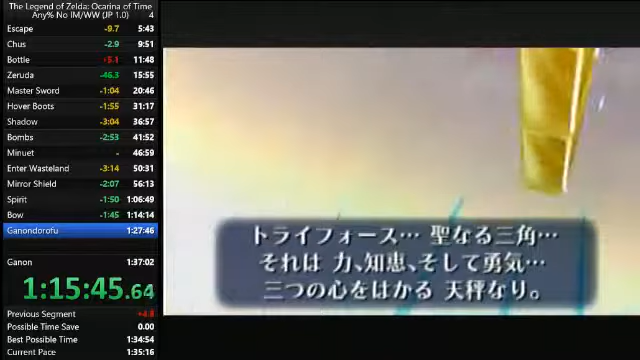 The Legend of Zelda: Ocarina of Time
Any% No IM/WW (JP 1.0) 4
Escape -9.7 5:43
Chus -2.9 9:51
Bottle +5.1 11:48
Zeruda -46.3 15:55
Master Sword -1:04 20:46
Hover Boots -1:55 31:17
Shadow -3:04 36:57
Bombs -2:53 41:52
Minuet - 46:59
Enter Wasteland -3:14 50:31
Mirror Shield -2:07 56:13
Spirit -1:50 1:06:49
Bow -1:45 1:14:14
Ganondorofu 1:27:46
Ganon 1:37:02
1:15:45.64
Previous Segment +4.8
Possible Time Save 0.00
Best Possible Time 1:34:54
Current Pace 1:35:16
トライフォース… 聖なる三角…
それは 力、知恵、そして勇気…
三つの心をはかる 天秤なり。